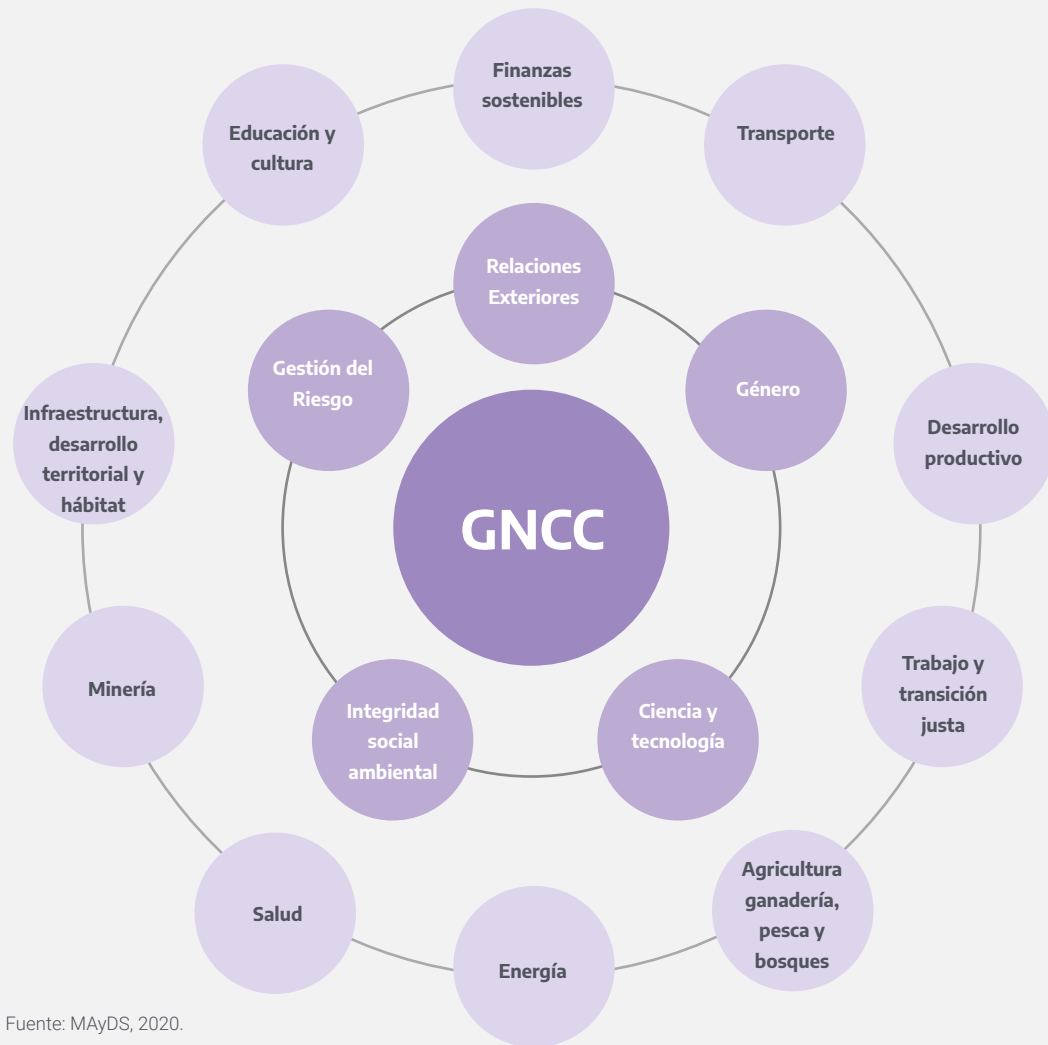 Finanzas
sostenibles
Educación y
cultura
Transporte
Relaciones
Exteriores
Gestión del
Riesgo
Género
Infraestructura,
desarrollo
territorial y
hábitat
Desarrollo
productivo
GNCC
Minería
Trabajo y
transición
justa
Integridad
social
ambiental
Ciencia y
tecnología
Salud
Agricultura
ganadería,
pesca y
bosques
Energía
Fuente: MAyDS, 2020.